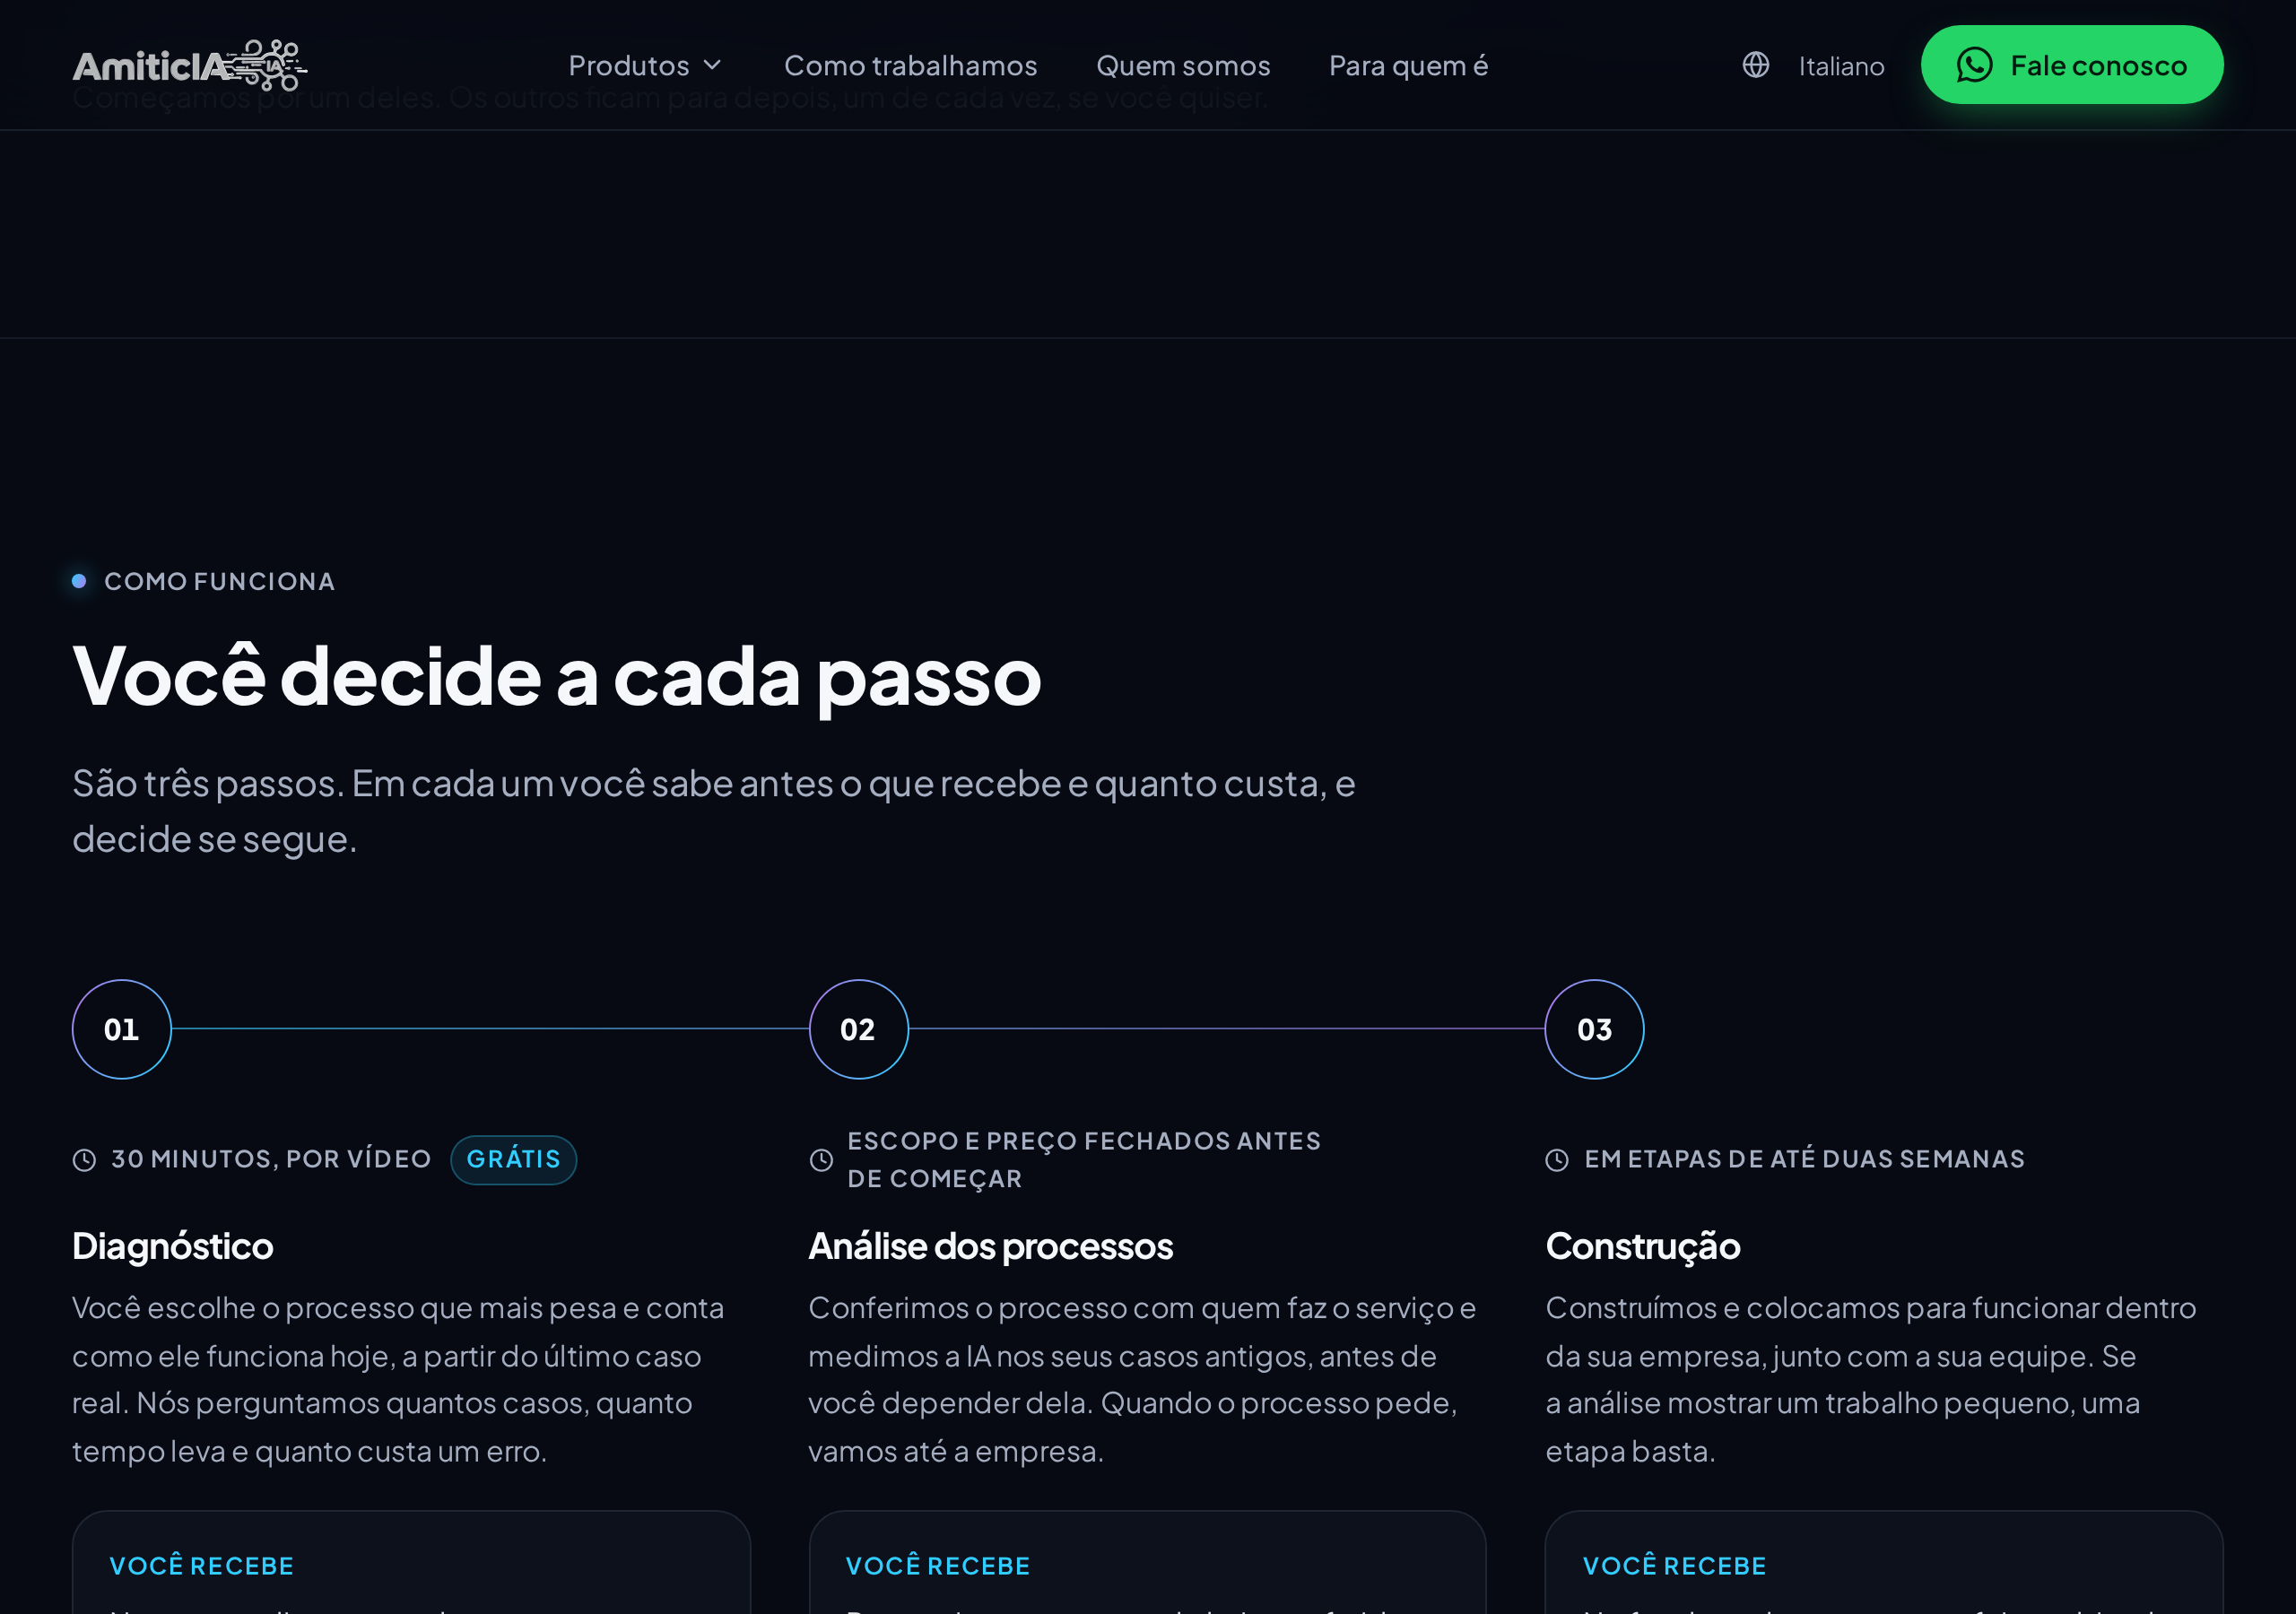 AmiticIA
IA
Produtos
Como trabalhamos
Quem somos
Para quem é
Italiano
Fale conosco
Começamos por um deles. Os outros ficam para depois, um de cada vez, se você quiser.
COMO FUNCIONA
Você decide a cada passo
São três passos. Em cada um você sabe antes o que recebe e quanto custa, e
decide se segue.
01
02
03
30 MINUTOS, POR VÍDEO
GRÁTIS
Diagnóstico
Você escolhe o processo que mais pesa e conta
como ele funciona hoje, a partir do último caso
real. Nós perguntamos quantos casos, quanto
tempo leva e quanto custa um erro.
VOCÊ RECEBE
ESCOPO E PREÇO FECHADOS ANTES
DE COMEÇAR
Análise dos processos
Conferimos o processo com quem faz o serviço e
medimos a IA nos seus casos antigos, antes de
você depender dela. Quando o processo pede,
vamos até a empresa.
VOCÊ RECEBE
EM ETAPAS DE ATÉ DUAS SEMANAS
Construção
Construímos e colocamos para funcionar dentro
da sua empresa, junto com a sua equipe. Se
a análise mostrar um trabalho pequeno, uma
etapa basta.
VOCÊ RECEBE